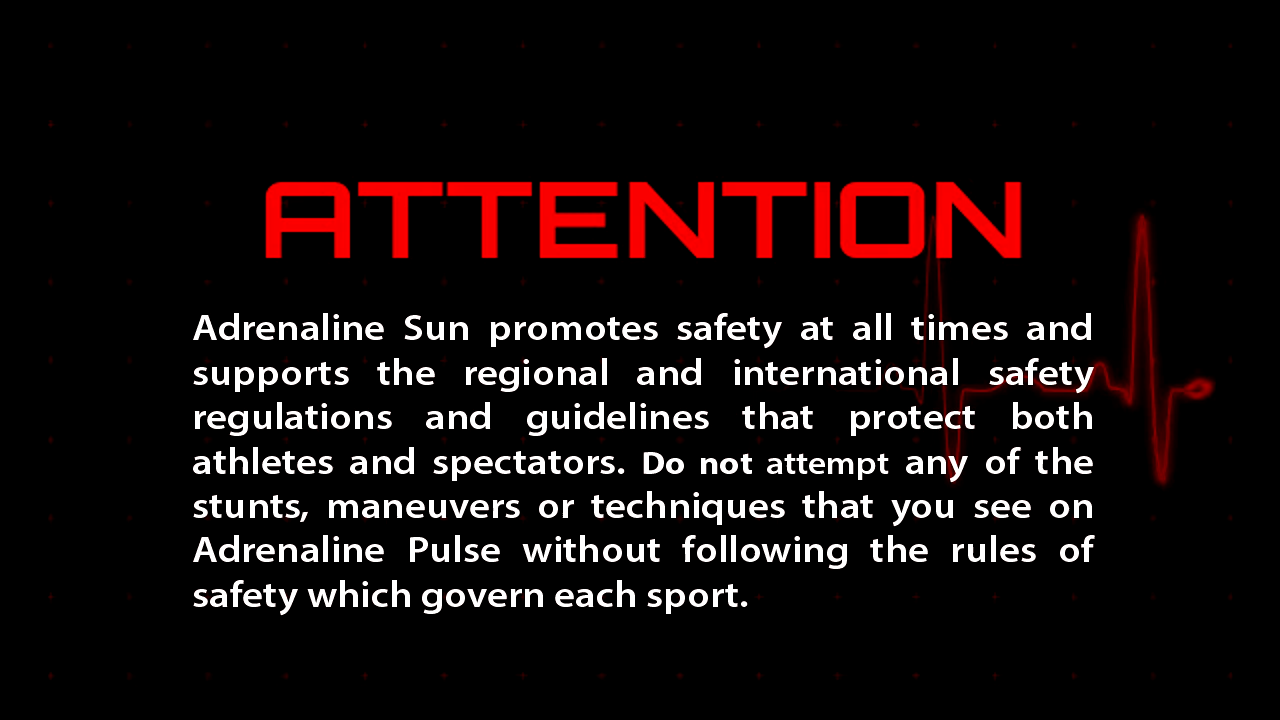 ATTENTION
Adrenaline Sun promotes safety at all times and
supports the regional and international safety
regulations and guidelines that protect both
athletes and spectators. Do not attempt any of the
stunts, maneuvers or techniques that you see on
Adrenaline Pulse without following the rules of
safety which govern each sport.